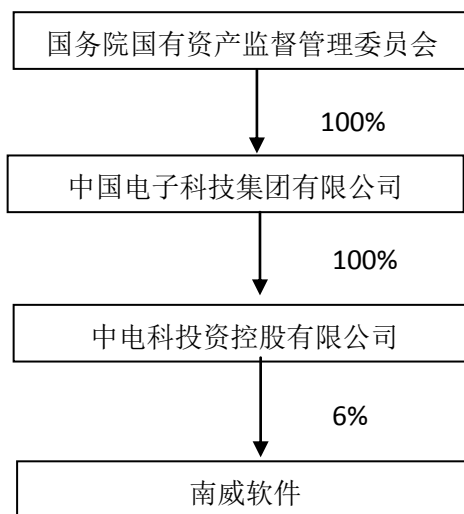 国务院国有资产监督管理委员会
100%
中国电子科技集团有限公司
100%
中电科投资控股有限公司
6%
南威软件